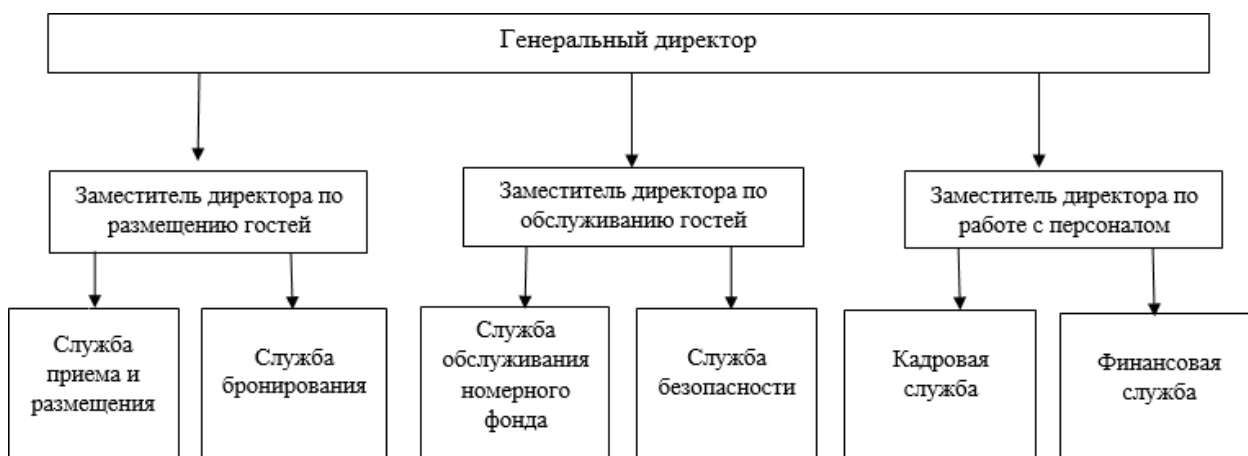 Генеральный директор
Заместитель директора по
размещению гостей
Заместитель директора по
обслуживанию гостей
Заместитель директора по
работе с персоналом
Служба
приема и
размещения
Служба
бронирования
Служба
обслуживания
номерного
фонда
Служба
безопасности
Кадровая
служба
Финансовая
служба